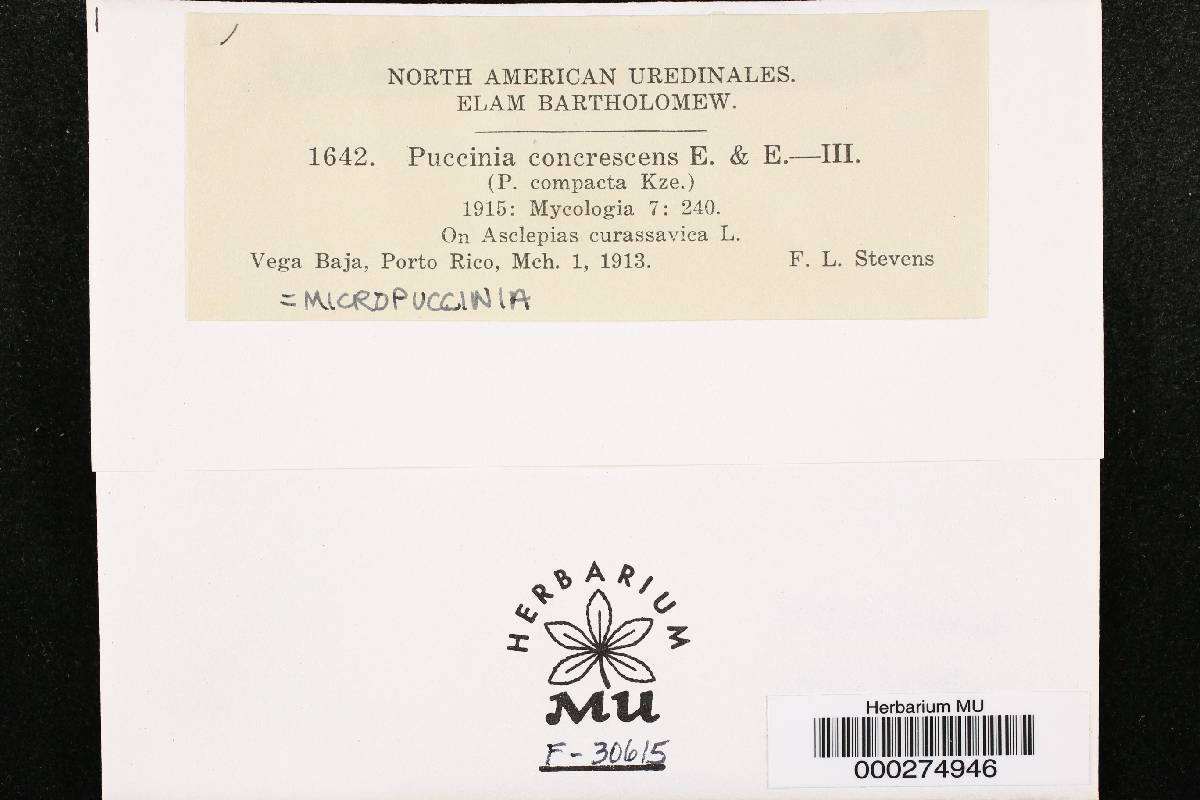 NORTH AMERICAN UREDINALES.
ELAM BARTHOLOMEW.
1642. Puccinia concrescens E. & E.—III.
(P. compacta Kze.)
1915: Mycologia 7: 240.
On Asclepias curassavica L.
Vega Baja, Porto Rico, Mch. 1, 1913. F. L. Stevens
= MICROPUCCINIA
HERBARIUM
MU
F-30615
Herbarium MU
000274946